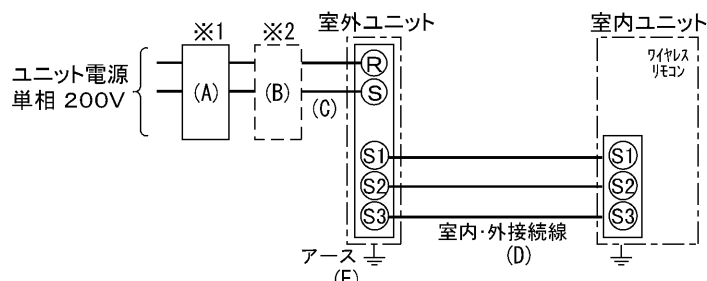 ※1
※2
室外ユニット
室内ユニット
ユニット電源
単相 200V
(A)
(B)
(C)
R
S
ワイヤレス
リモコン
S1
S2
S3
S1
S2
S3
室内・外接続線
(D)
アース
(E)